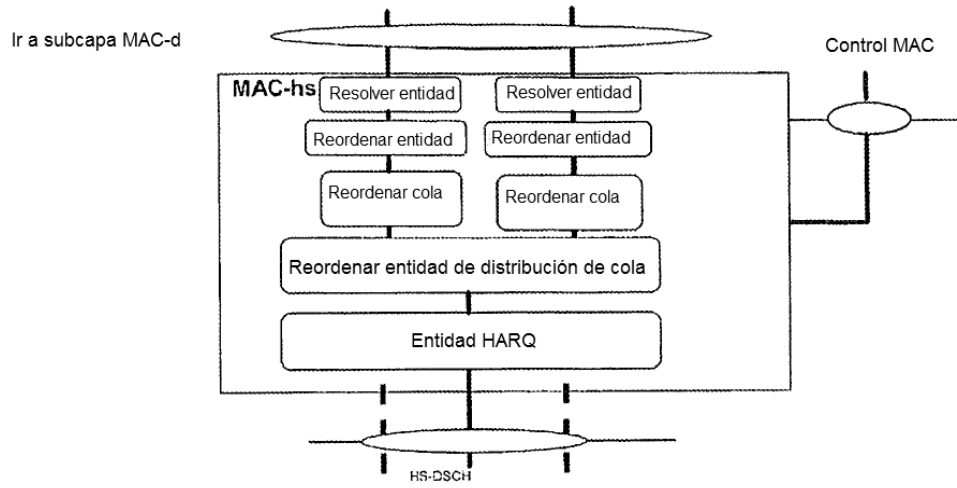 Ir a subcapa MAC-d
Control MAC
MAC-hs
Resolver entidad
Resolver entidad
Reordenar entidad
Reordenar entidad
Reordenar cola
Reordenar cola
Reordenar entidad de distribución de cola
Entidad HARQ
HS-DSCH